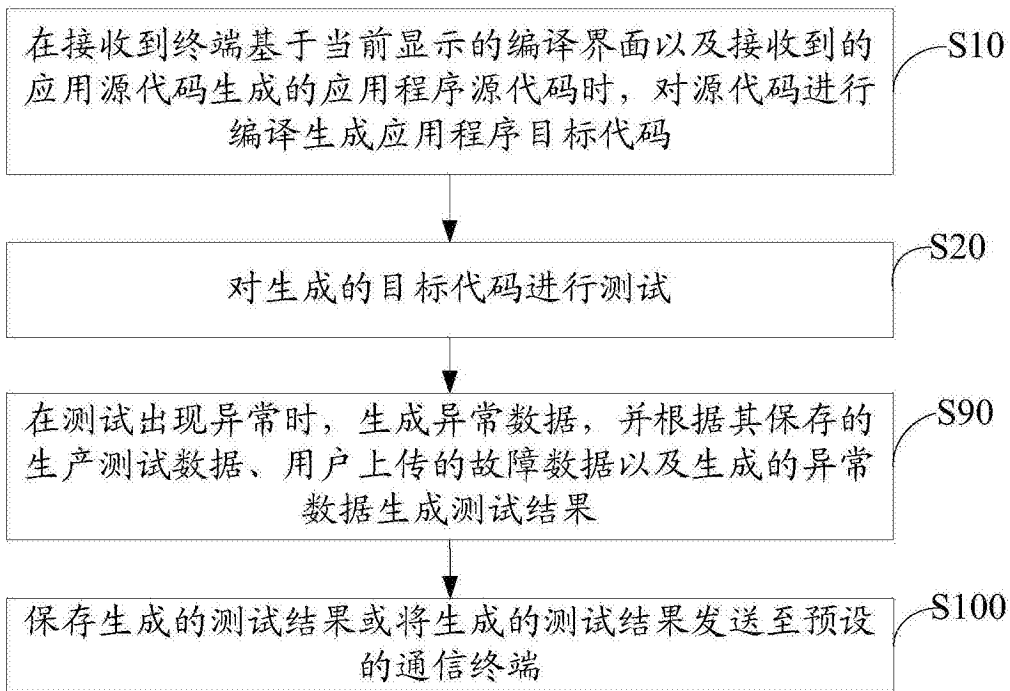 在接收到终端基于当前显示的编译界面以及接收到的
应用源代码生成的应用程序源代码时，对源代码进行
编译生成应用程序目标代码
S10
对生成的目标代码进行测试
S20
在测试出现异常时，生成异常数据，并根据其保存的
生产测试数据、用户上传的故障数据以及生成的异常
数据生成测试结果
S90
保存生成的测试结果或将生成的测试结果发送至预设
的通信终端
S100